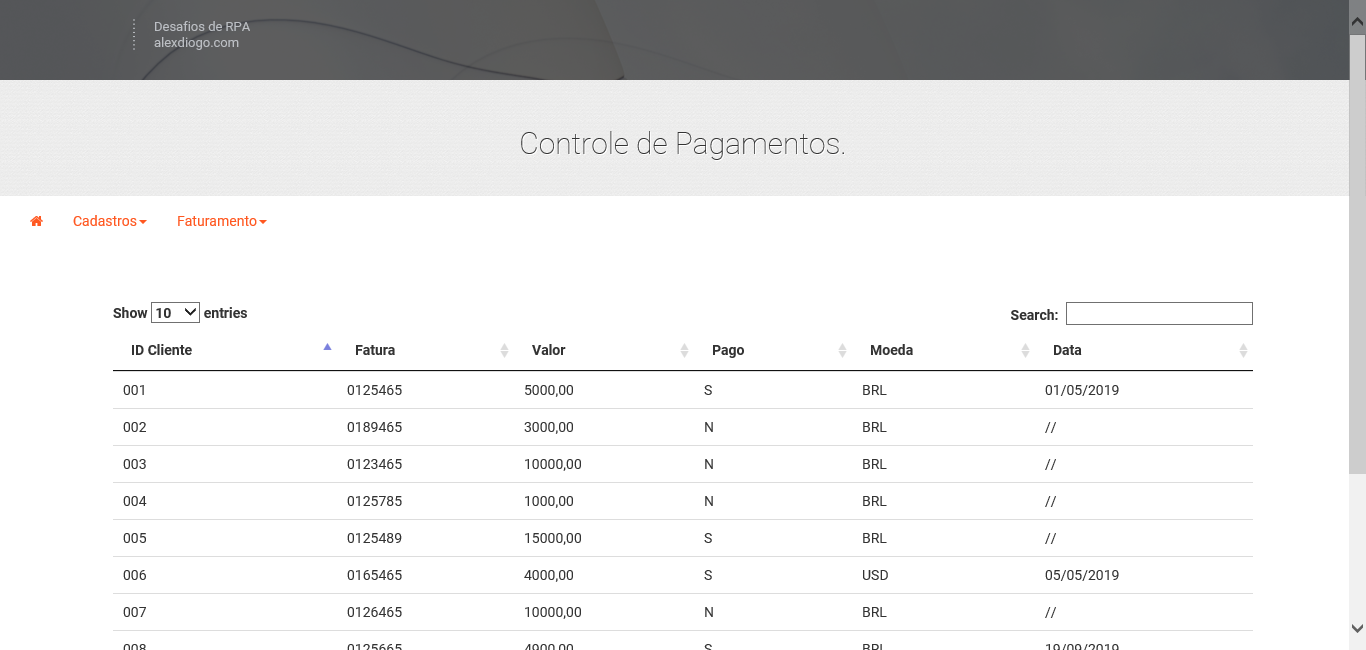 Desafios de RPA
alexdiogo.com
Controle de Pagamentos.
Cadastros Faturamento
Show 10 entries Search:
ID Cliente Fatura Valor Pago Moeda Data
001 0125465 5000,00 S BRL 01/05/2019
002 0189465 3000,00 N BRL //
003 0123465 10000,00 N BRL //
004 0125785 1000,00 N BRL //
005 0125489 15000,00 S BRL //
006 0165465 4000,00 S USD 05/05/2019
007 0126465 10000,00 N BRL //
008 0125665 4900,00 S BRL 19/09/2019